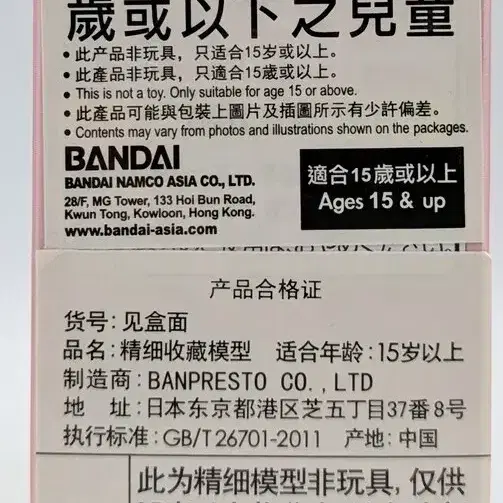 歲或以下之兒童
• 此产品非玩具，只适合15岁或以上。
• 此產品非玩具，只適合15歲或以上。
• This is not a toy. Only suitable for age 15 or above.
• 此產品可能與包裝上圖片及插圖所示有少許偏差。
• Contents may vary from photos and illustrations shown on the packages.
BANDAI
BANDAI NAMCO ASIA CO., LTD.
28/F, MG Tower, 133 Hoi Bun Road,
Kwun Tong, Kowloon, Hong Kong.
www.bandai-asia.com
適合15歲或以上
Ages 15 & up
产品合格证
货号: 见盒面
品名: 精细收藏模型 适合年龄: 15岁以上
制造商: BANPRESTO CO., LTD
地 址: 日本东京都港区芝五丁目37番8号
执行标准: GB/T 26701-2011 产地: 中国
此为精细模型非玩具, 仅供